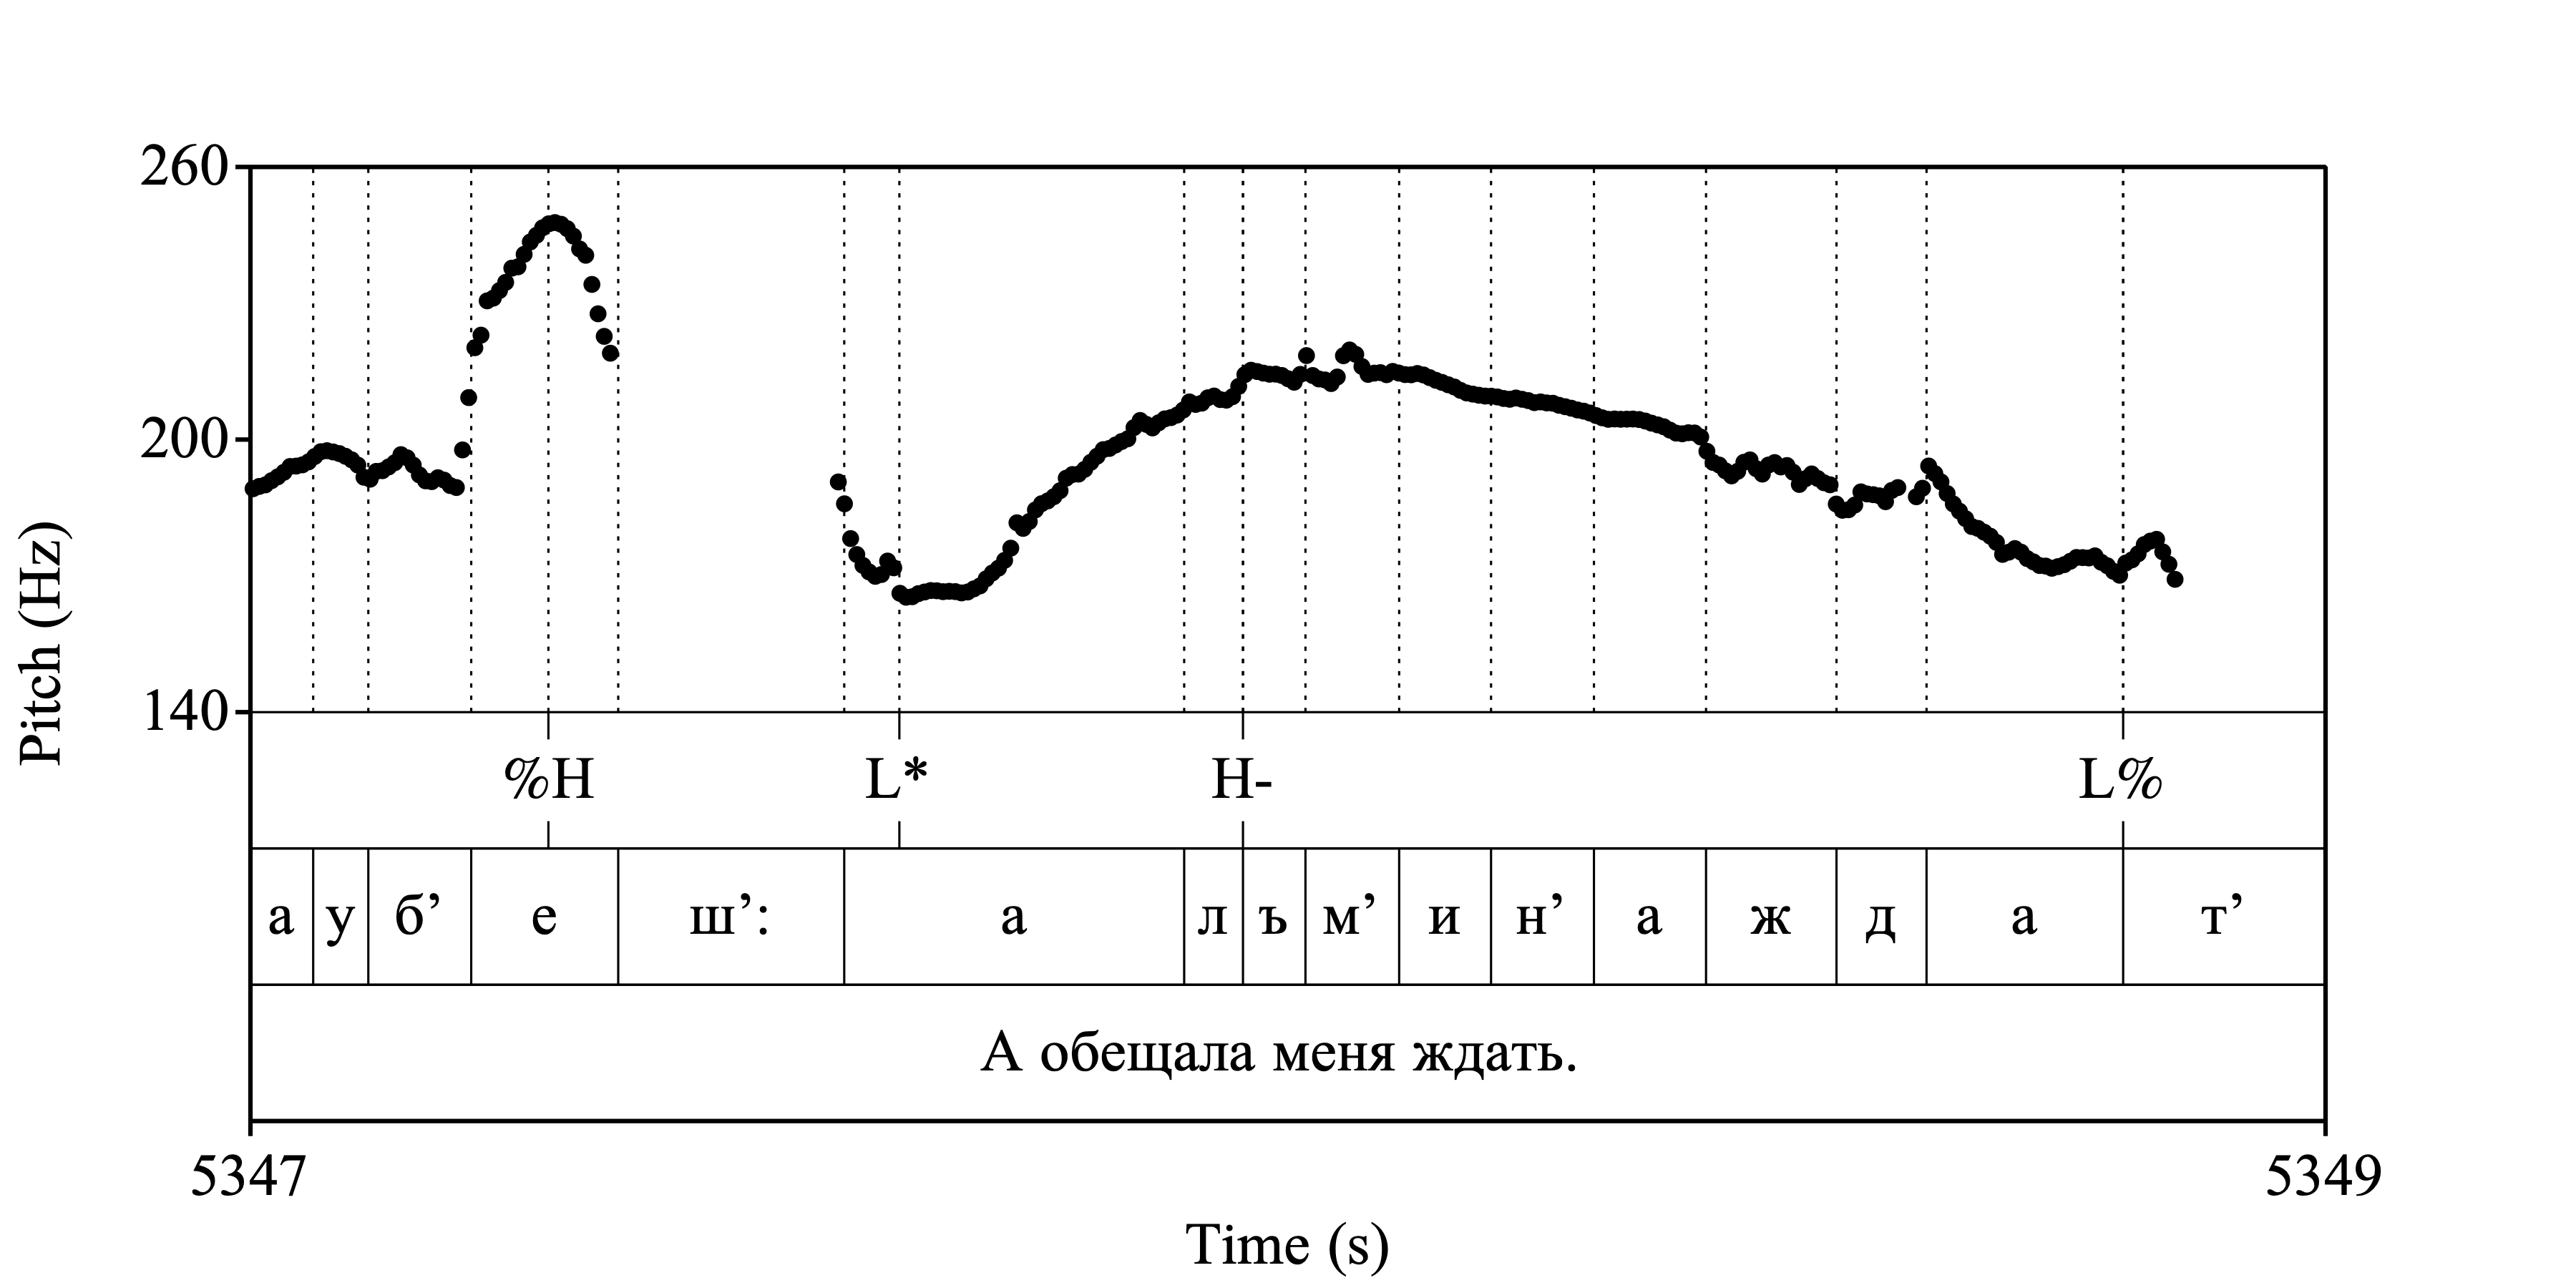 260
200
140
Pitch (Hz)
%H L* H- L%
а у б’ е ш’: а л ъ м’ и н’ а ж д а т’
А обещала меня ждать.
5347 5349
Time (s)